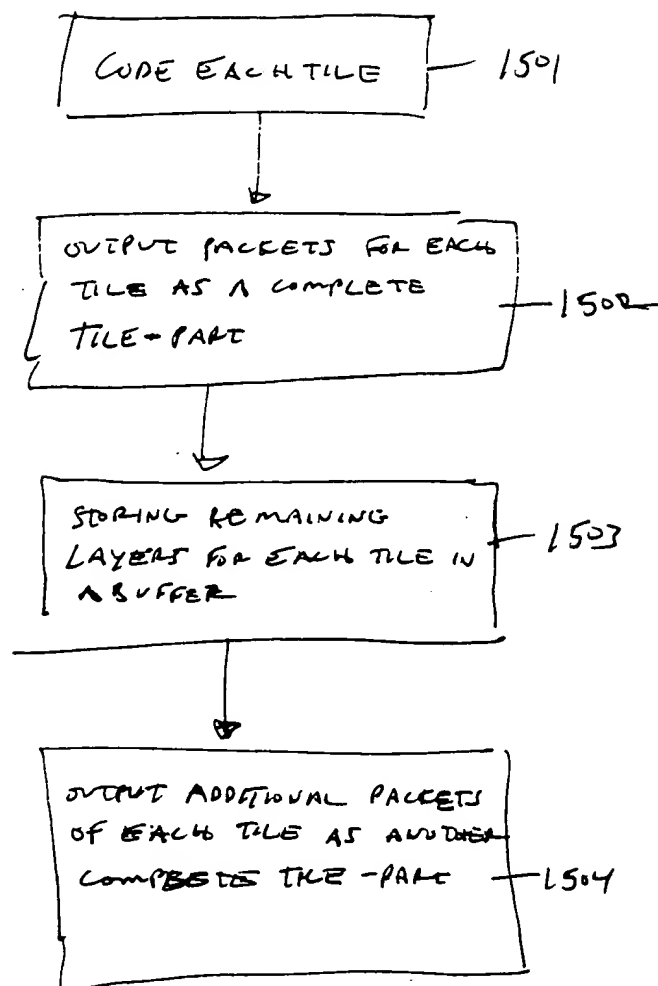 CODE EACH TILE
1501
OUTPUT PACKETS FOR EACH
TILE AS A COMPLETE
TILE-PART
1502
STORING REMAINING
LAYERS FOR EACH TILE IN
A BUFFER
1503
OUTPUT ADDITIONAL PACKETS
OF EACH TILE AS ANOTHER
COMPLETE TILE-PART
1504